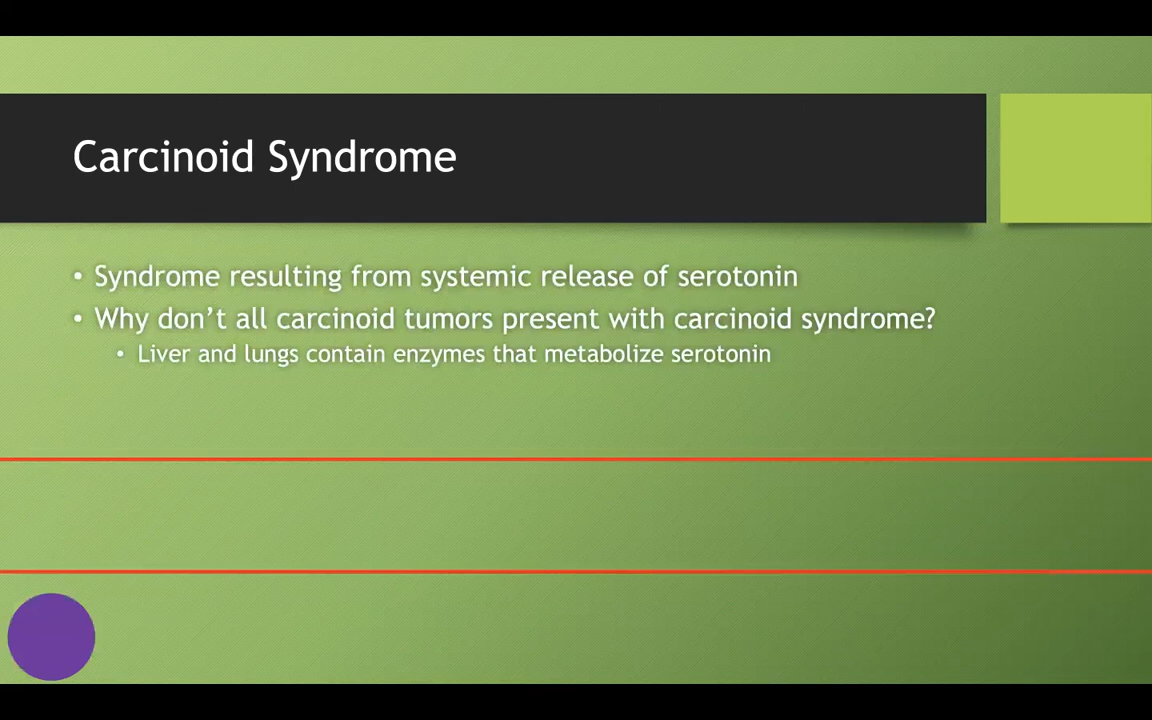 Carcinoid Syndrome
• Syndrome resulting from systemic release of serotonin
• Why don’t all carcinoid tumors present with carcinoid syndrome?
• Liver and lungs contain enzymes that metabolize serotonin